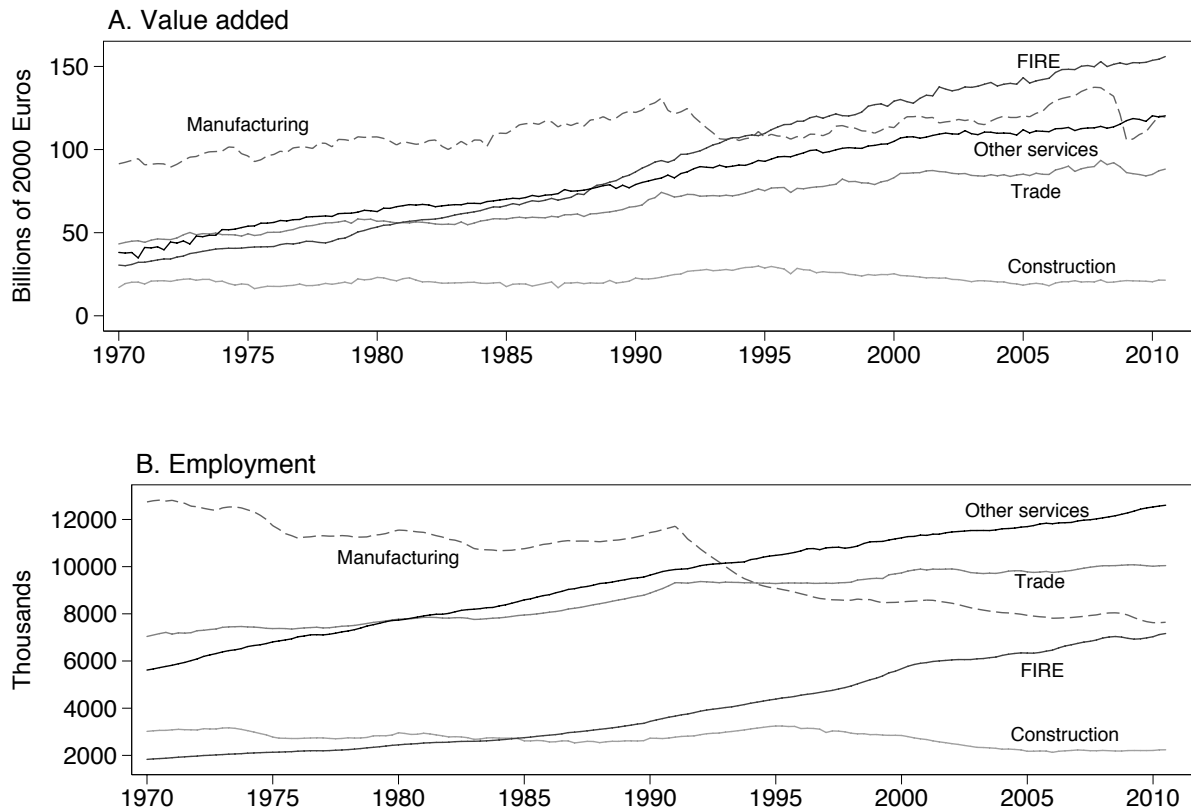 A. Value added
Billions of 2000 Euros
150
100
50
0
FIRE
Manufacturing
Other services
Trade
Construction
1970 1975 1980 1985 1990 1995 2000 2005 2010
B. Employment
Thousands
12000
10000
8000
6000
4000
2000
Other services
Manufacturing
Trade
FIRE
Construction
1970 1975 1980 1985 1990 1995 2000 2005 2010